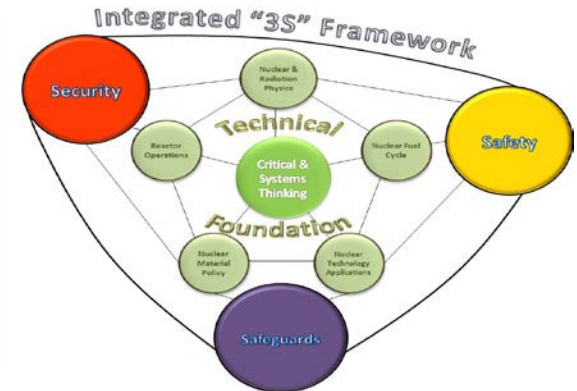 Integrated “3S” Framework
Security
Nuclear &
Radiation
Physics
Technical
Safety
Reactor
Operations
Nuclear Fuel
Cycle
Critical &
Systems
Thinking
Foundation
Nuclear
Material
Policy
Nuclear
Technology
Applications
Safeguards